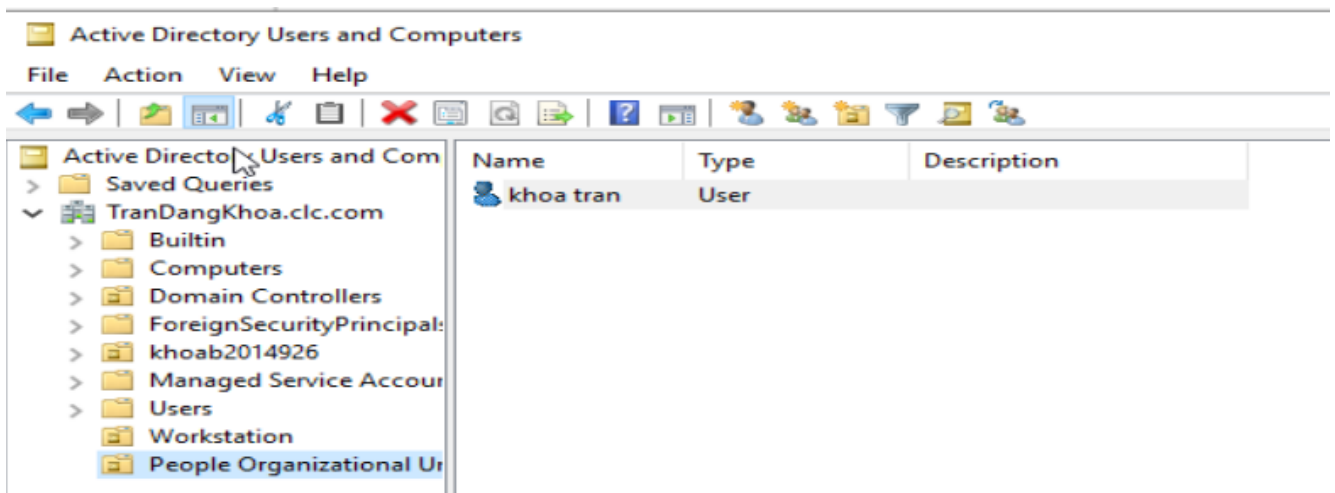 Active Directory Users and Computers
File Action View Help
Active Directo Users and Com
Saved Queries
TranDangKhoa.clc.com
Builtin
Computers
Domain Controllers
ForeignSecurityPrincipal
khoab2014926
Managed Service Accour
Users
Workstation
People Organizational Ur
Name Type Description
khoa tran User